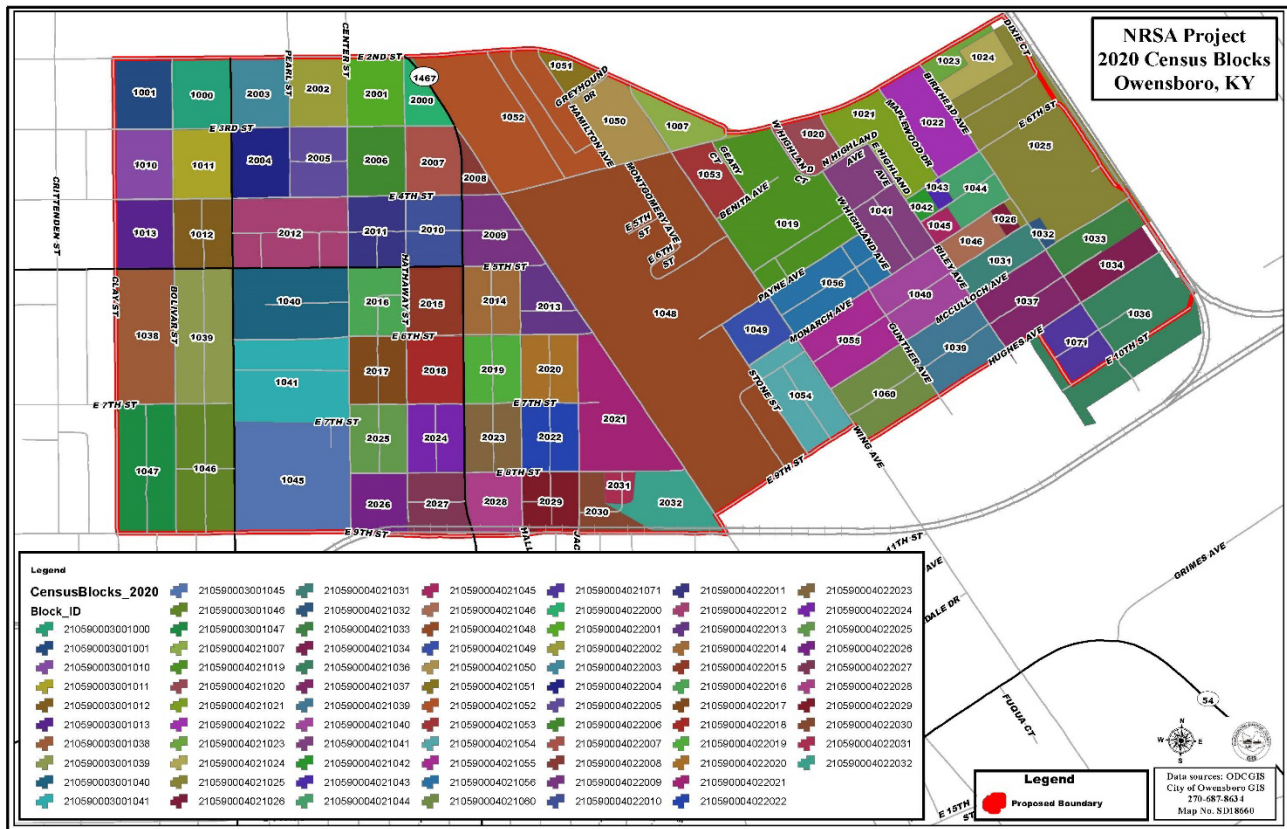 NRSA Project
2020 Census Blocks
Owensboro, KY
PEARL ST
CENTER ST
E 2ND ST
1467
DIXIE CT
1001
1000
2003
2002
2001
2000
1052
1051
GREYHOUND DR
HAMILTON AVE
1050
1007
1023
1024
BIRKHEAD AVE
1022
1021
MAPLEWOOD DR
E 6TH ST
1025
E 3RD ST
1010
1011
2004
2005
2006
2007
2008
1053
GEARY CT
W HIGHLAND CT
1020
N HIGHLAND AVE
E HIGHLAND
MONTGOMERY AVE
BENITA AVE
1019
1041
W HIGHLAND AVE
1042
1043
1044
1045
1026
1046
1032
1031
1033
1034
RILEY AVE
CRITTENDEN ST
E 4TH ST
1013
1012
2012
2011
2010
2009
E 5TH ST
E 5TH ST
E 6TH ST
PAYNE AVE
1056
1040
MCCULLOCH AVE
1037
1036
CLAY ST
BOLIVAR ST
HATHAWAY ST
1038
1039
1040
2016
2015
2014
2013
1048
1049
MONARCH AVE
1055
GUNTHER AVE
1039
HUGHES AVE
1071
E 10TH ST
E 6TH ST
1041
2017
2018
2019
2020
2021
STONE ST
1054
1060
WING AVE
E 7TH ST
E 7TH ST
E 7TH ST
2025
2024
2023
2022
1047
1046
1045
E 8TH ST
2026
2027
2028
2029
2030
2031
2032
E 9TH ST
E 9TH ST
HALL
JAC
11TH ST
AVE
DALE DR
GRIMES AVE
FUQUA CT
54
E 15TH ST
Legend
CensusBlocks_2020
Block_ID
210590003001000
210590003001001
210590003001010
210590003001011
210590003001012
210590003001013
210590003001038
210590003001039
210590003001040
210590003001041
210590003001045
210590003001046
210590003001047
210590004021007
210590004021019
210590004021020
210590004021021
210590004021022
210590004021023
210590004021024
210590004021025
210590004021026
210590004021031
210590004021032
210590004021033
210590004021034
210590004021036
210590004021037
210590004021039
210590004021040
210590004021041
210590004021042
210590004021043
210590004021044
210590004021045
210590004021046
210590004021048
210590004021049
210590004021050
210590004021051
210590004021052
210590004021053
210590004021054
210590004021055
210590004021056
210590004021060
210590004021071
210590004022000
210590004022001
210590004022002
210590004022003
210590004022004
210590004022005
210590004022006
210590004022007
210590004022008
210590004022009
210590004022010
210590004022011
210590004022012
210590004022013
210590004022014
210590004022015
210590004022016
210590004022017
210590004022018
210590004022019
210590004022020
210590004022021
210590004022022
210590004022023
210590004022024
210590004022025
210590004022026
210590004022027
210590004022028
210590004022029
210590004022030
210590004022031
210590004022032
N
W
E
S
GIS
Legend
Proposed Boundary
Data sources: ODCGIS
City of Owensboro GIS
270-687-8634
Map No. SD18660